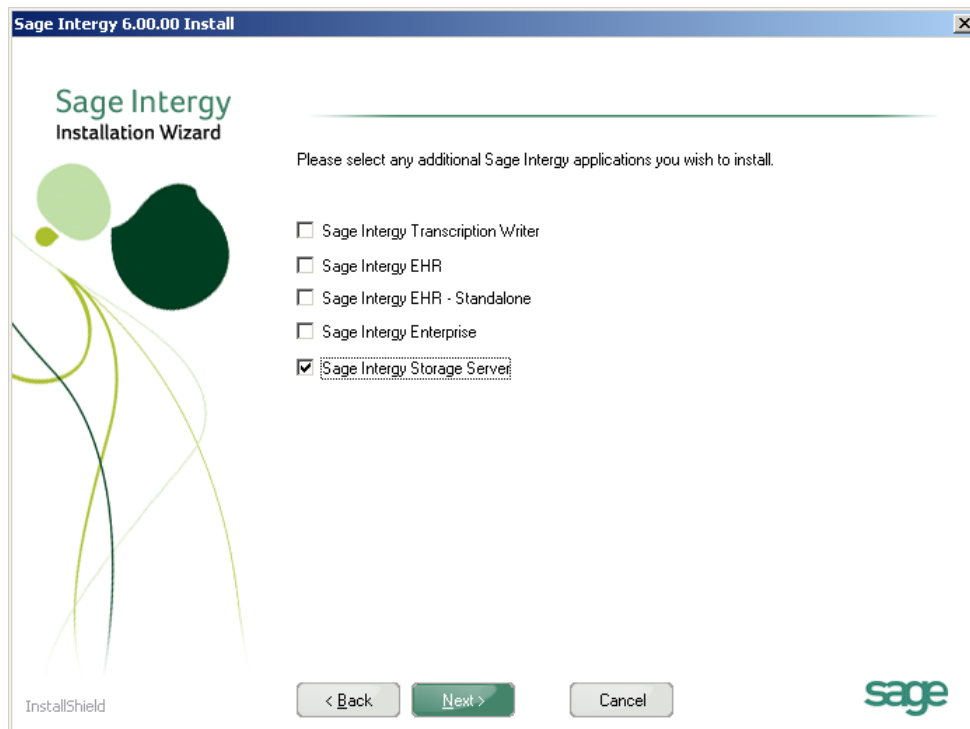 Sage Intergy 6.00.00 Install
Sage Intergy
Installation Wizard
Please select any additional Sage Intergy applications you wish to install.
Sage Intergy Transcription Writer
Sage Intergy EHR
Sage Intergy EHR - Standalone
Sage Intergy Enterprise
Sage Intergy Storage Server
InstallShield
< Back
Next >
Cancel
sage